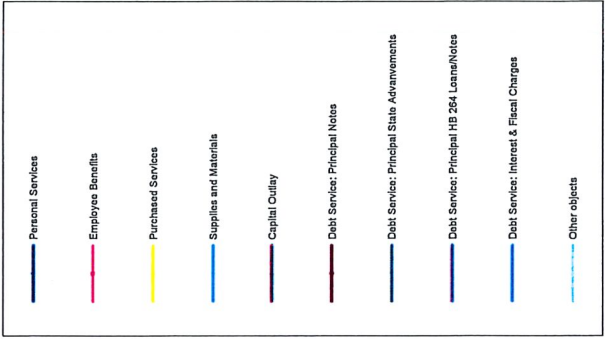 Personal Services
Employee Benefits
Purchased Services
Supplies and Materials
Capital Outlay
Debt Service: Principal Notes
Debt Service: Principal State Advanvements
Debt Service: Principal HB 264 Loans/Notes
Debt Service: Interest & Fiscal Charges
Other objects